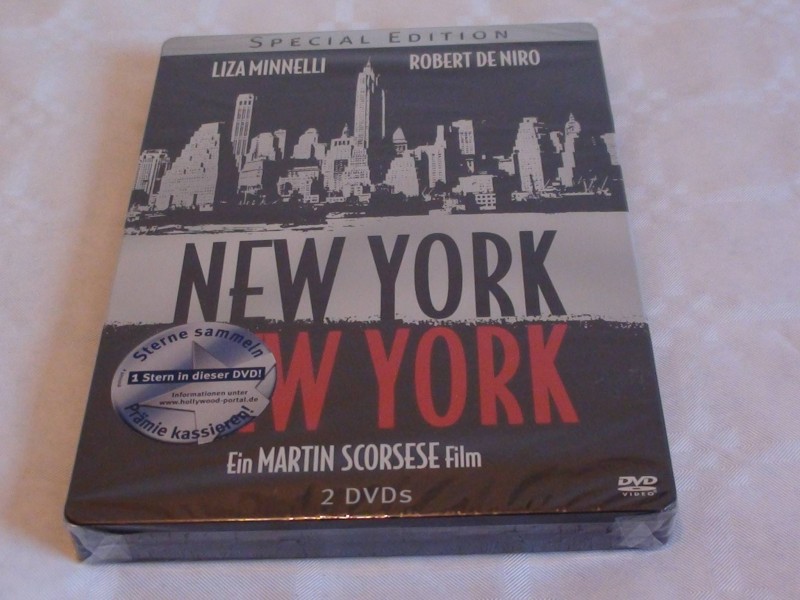 SPECIAL EDITION
LIZA MINNELLI
ROBERT DE NIRO
NEW YORK
EW YORK
Sterne sammeln
1 Stern in dieser DVD!
Informationen unter
www.hollywood-portal.de
Prämie kassieren!
Ein MARTIN SCORSESE Film
2 DVDs
DVD
VIDEO